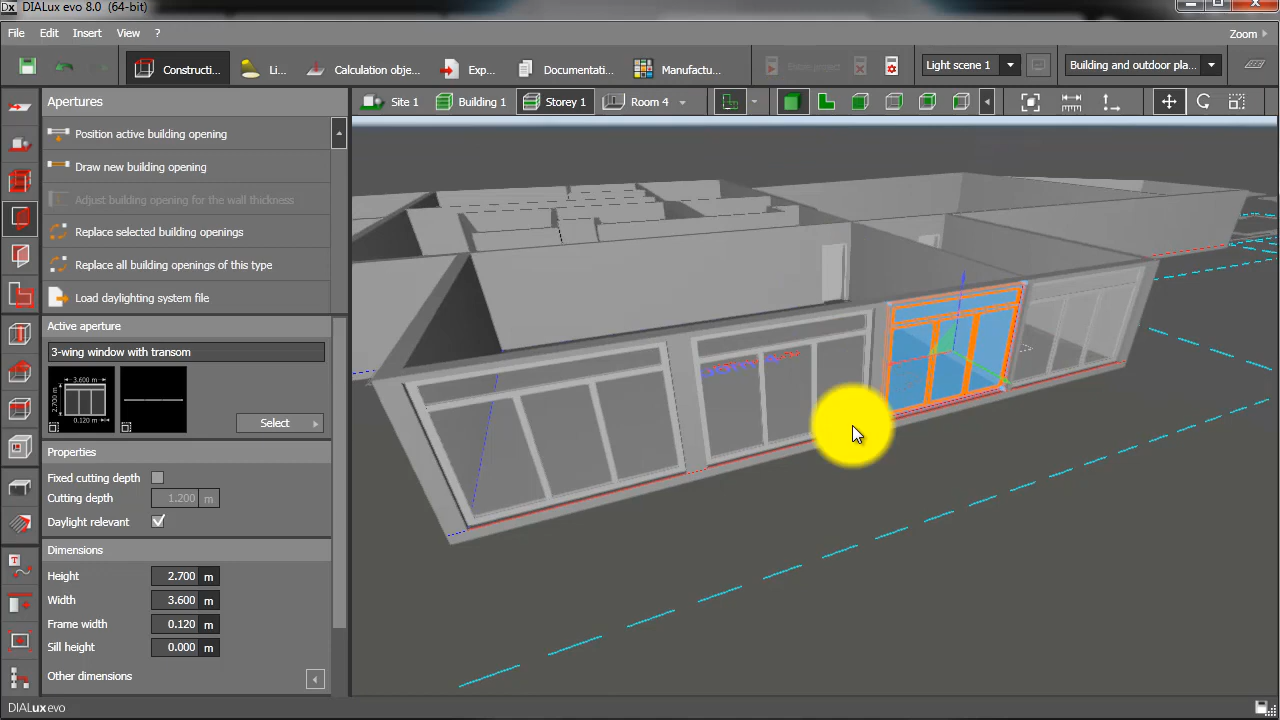 Dx DIALux evo 8.0 (64-bit)
File Edit Insert View ? Zoom
Constructi... Li... Calculation obje... Exp... Documentati... Manufactu... Enter project Light scene 1 Building and outdoor pla...
Apertures Site 1 Building 1 Storey 1 Room 4
Position active building opening
Draw new building opening
Adjust building opening for the wall thickness
Replace selected building openings
Replace all building openings of this type
Load daylighting system file
Active aperture
3-wing window with transom
3.600 m
2.700 m
0.120 m
Select
Properties
Fixed cutting depth
Cutting depth 1.200 m
Daylight relevant
Dimensions
Height 2.700 m
Width 3.600 m
Frame width 0.120 m
Sill height 0.000 m
Other dimensions
DIALux evo